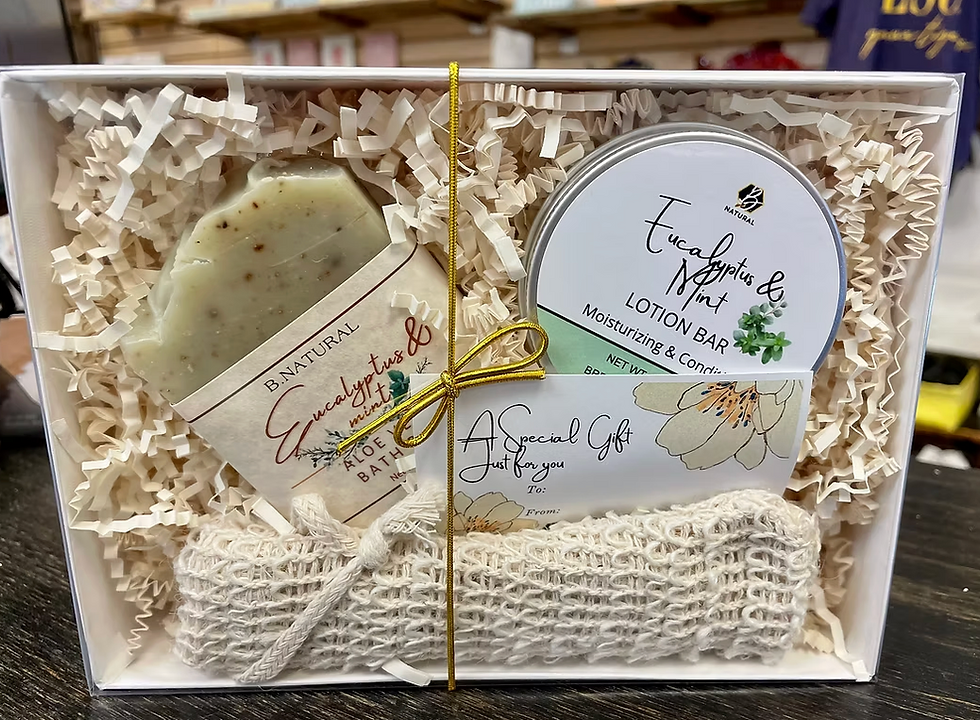 B.NATURAL
Eucalyptus &
mint
ALOE
BATH
B
NATURAL
Eucalyptus &
Mint
LOTION BAR
Moisturizing &
NET WT
A Special Gift
Just for you
To:
From: